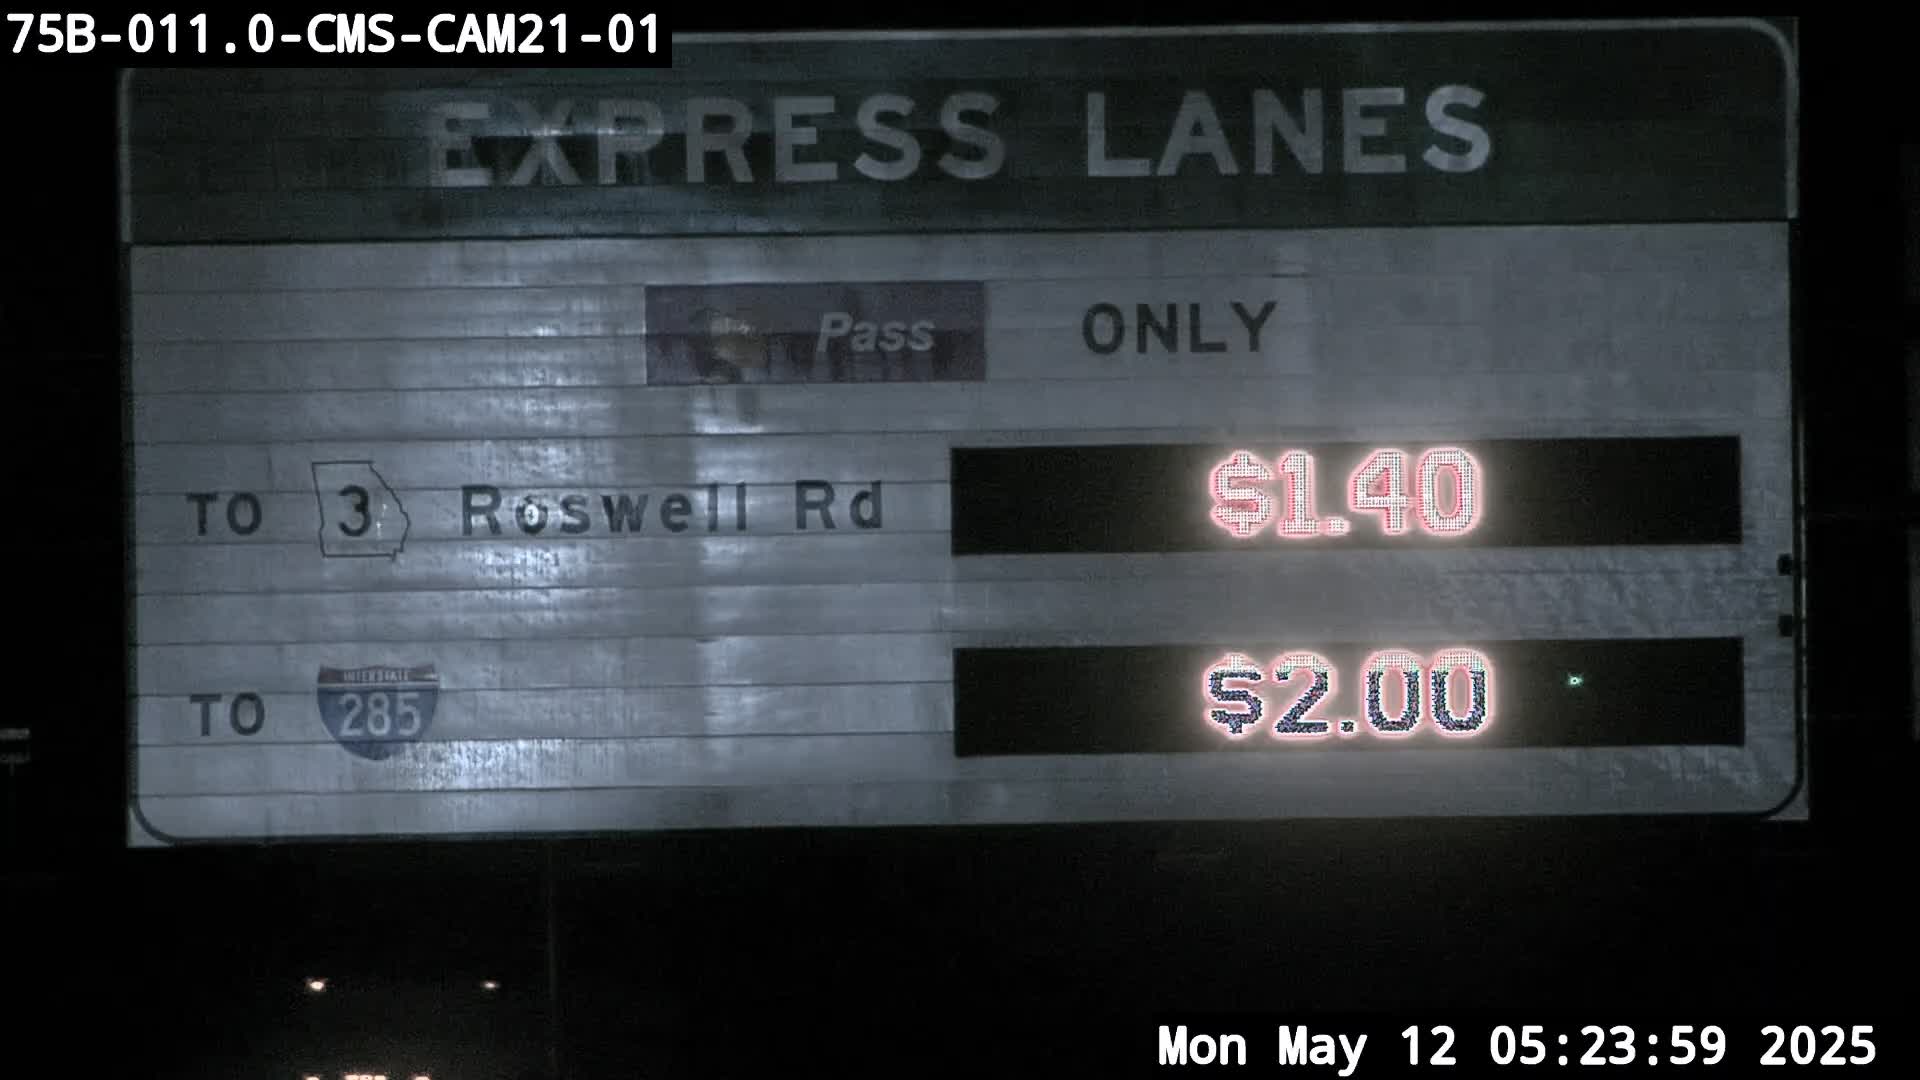 75B-011.0-CMS-CAM21-01
EXPRESS LANES
Pass ONLY
TO 3 Roswell Rd $1.40
TO INTERSTATE 285 $2.00
Mon May 12 05:23:59 2025